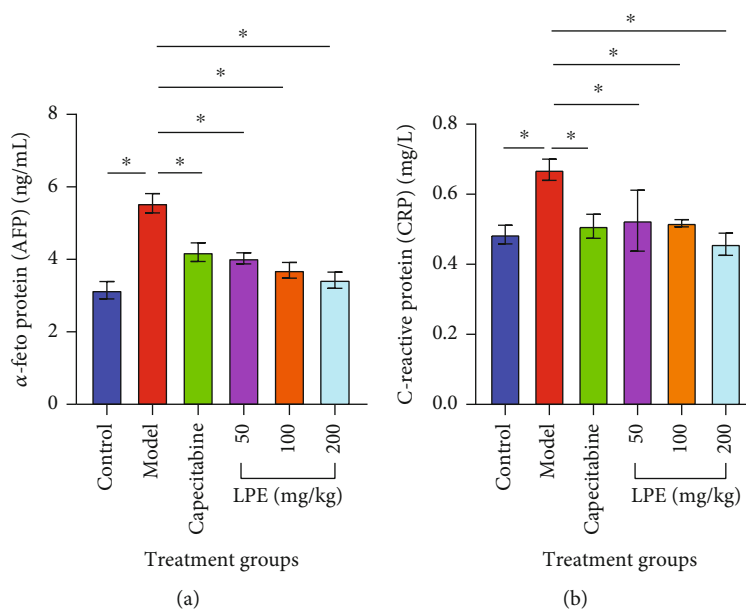 α-feto protein (AFP) (ng/mL)
8
6
4
2
0
*
*
*
*
*
Control
Model
Capecitabine
50
100
200
LPE (mg/kg)
Treatment groups
(a)
C-reactive protein (CRP) (mg/L)
0.8
0.6
0.4
0.2
0.0
*
*
*
*
*
Control
Model
Capecitabine
50
100
200
LPE (mg/kg)
Treatment groups
(b)